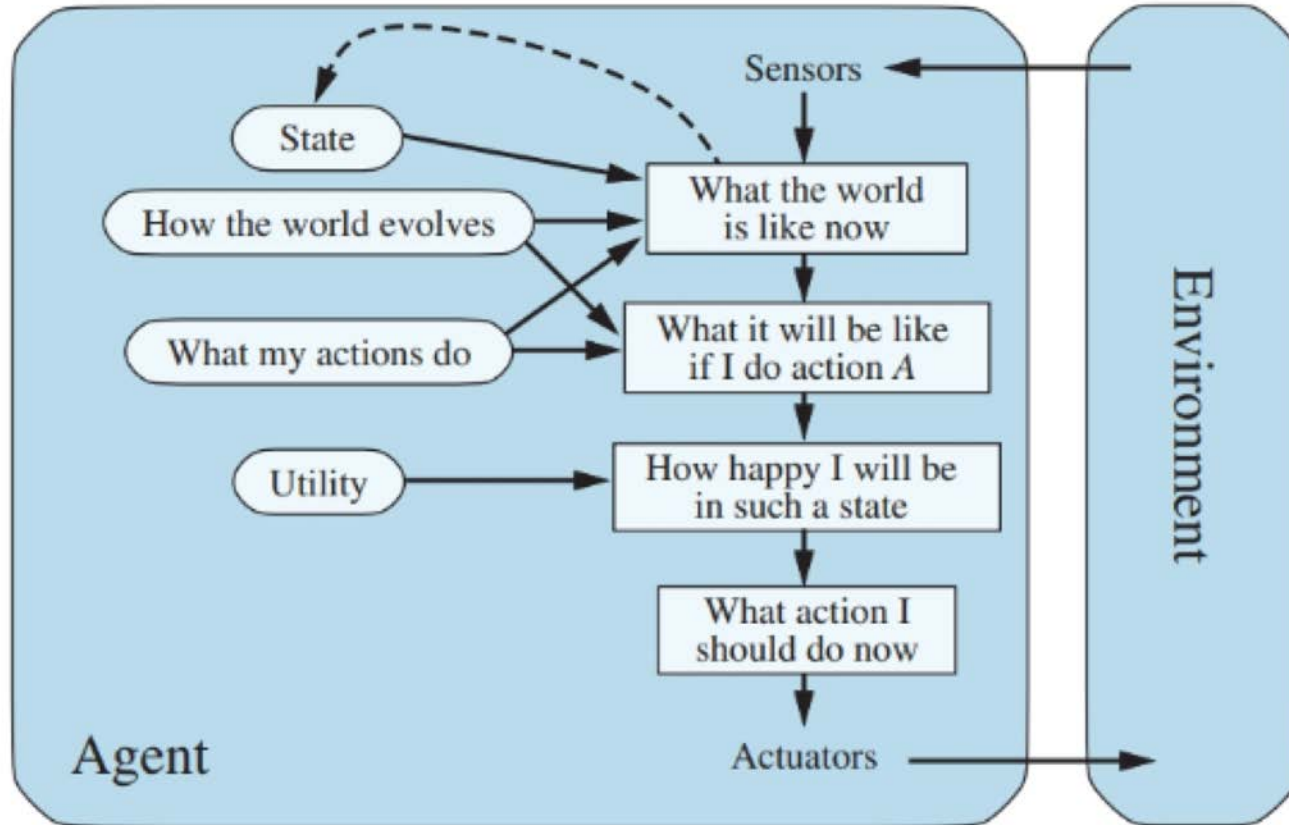 Sensors
State
What the world
is like now
How the world evolves
What it will be like
if I do action A
What my actions do
How happy I will be
in such a state
Utility
What action I
should do now
Agent
Actuators
Environment